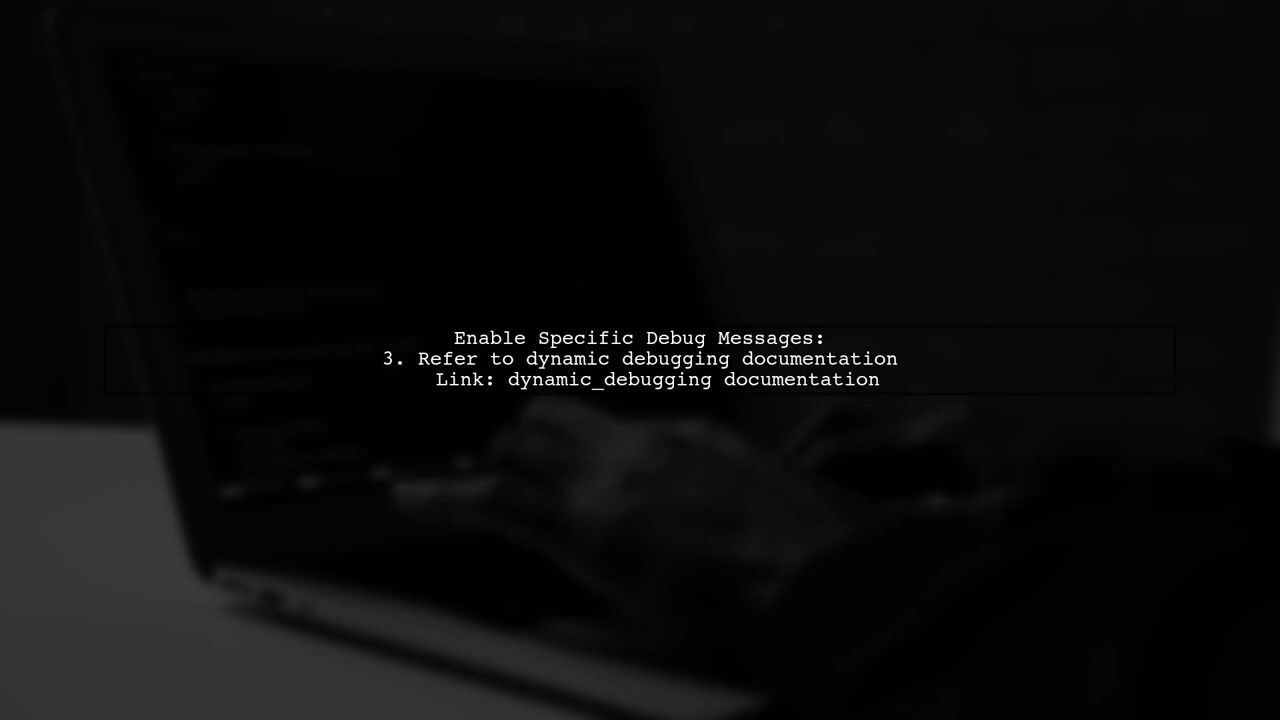 Enable Specific Debug Messages:
3. Refer to dynamic debugging documentation
Link: dynamic_debugging documentation